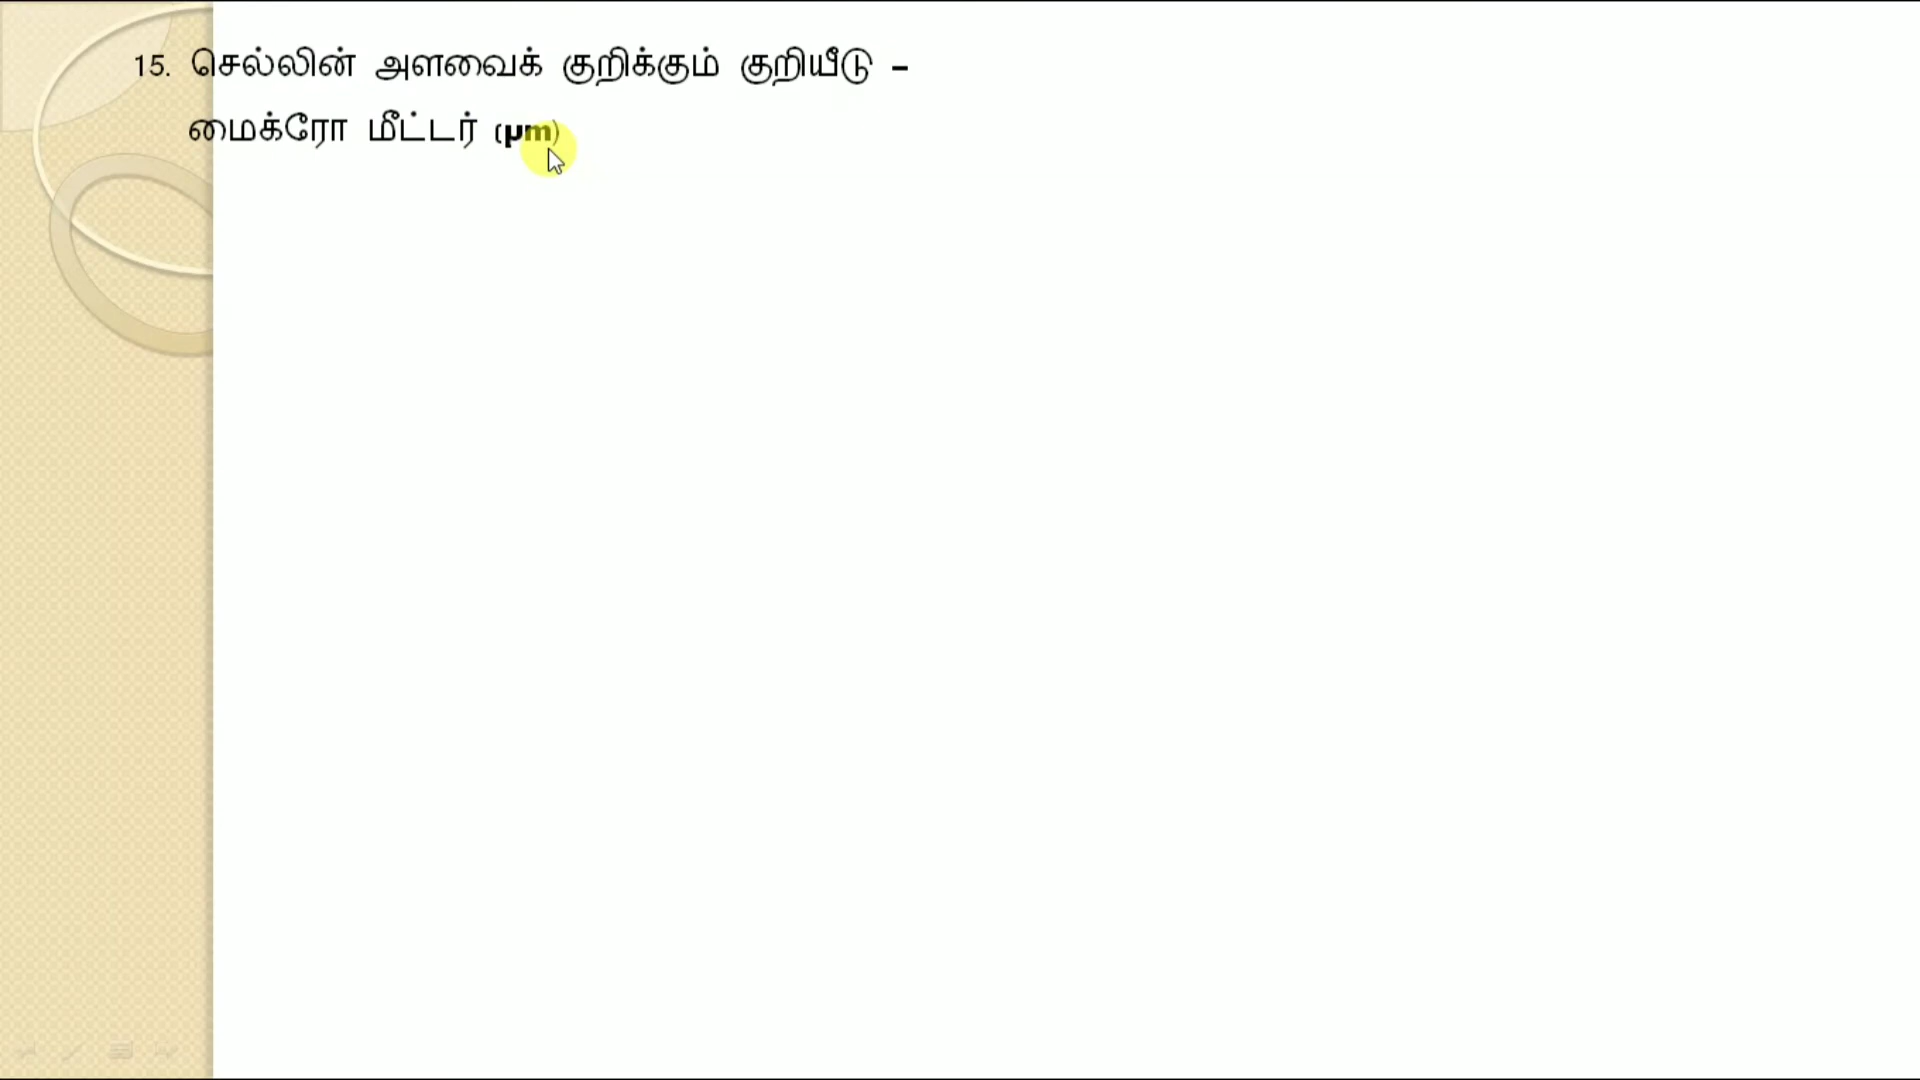 15. செல்லின் அளவைக் குறிக்கும் குறியீடு –
மைக்ரோ மீட்டர் (μm)